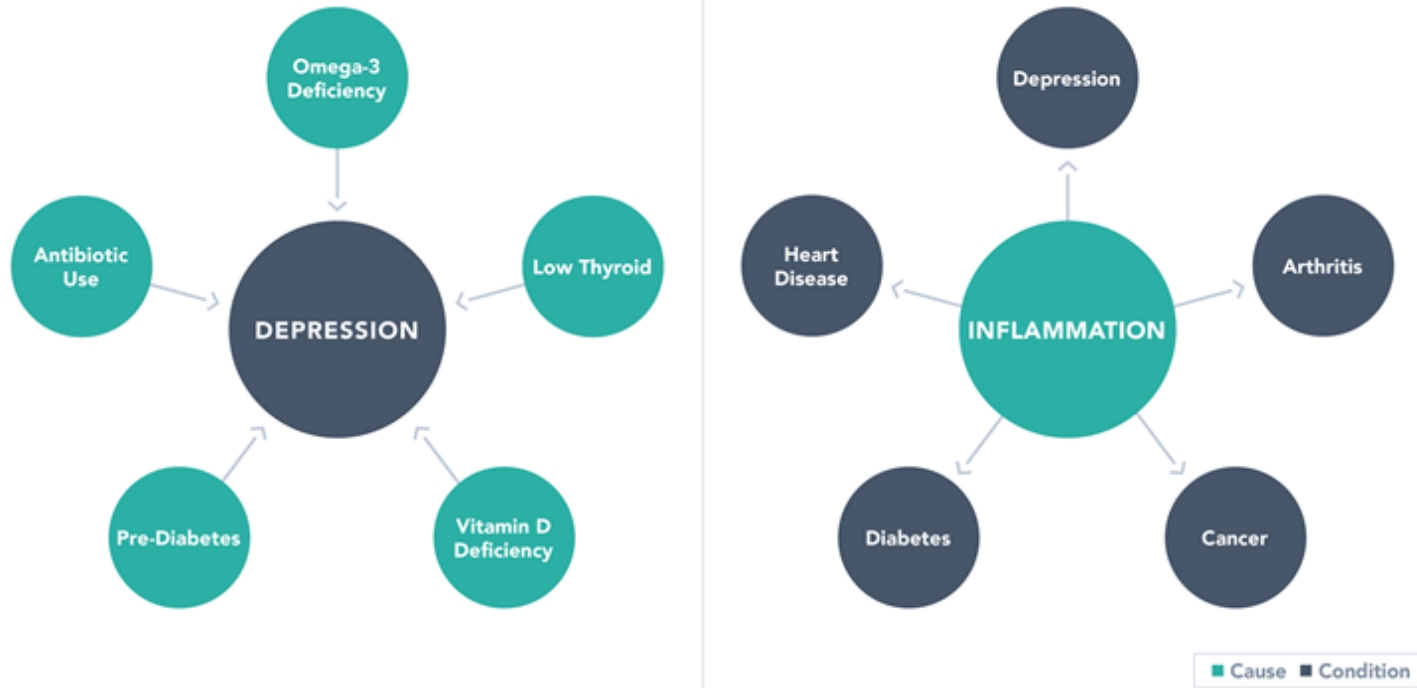 Omega-3
Deficiency
Antibiotic
Use
Low Thyroid
DEPRESSION
Pre-Diabetes
Vitamin D
Deficiency
Depression
Heart
Disease
Arthritis
INFLAMMATION
Diabetes
Cancer
Cause Condition